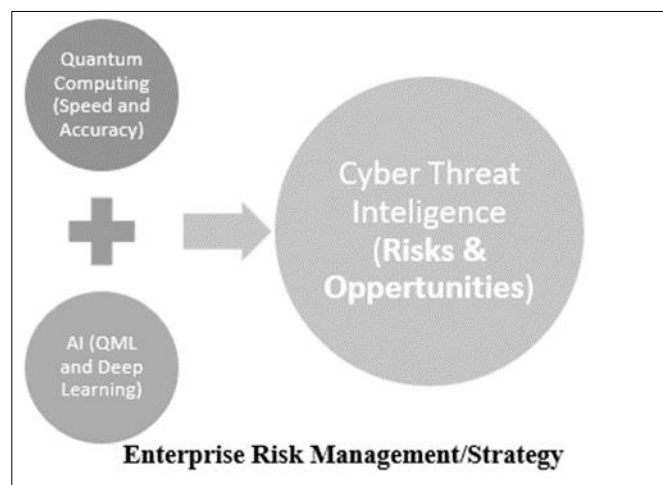 Quantum
Computing
(Speed and
Accuracy)
AI (QML
and Deep
Learning)
Cyber Threat
Inteligence
(Risks &
Oppertunities)
Enterprise Risk Management/Strategy